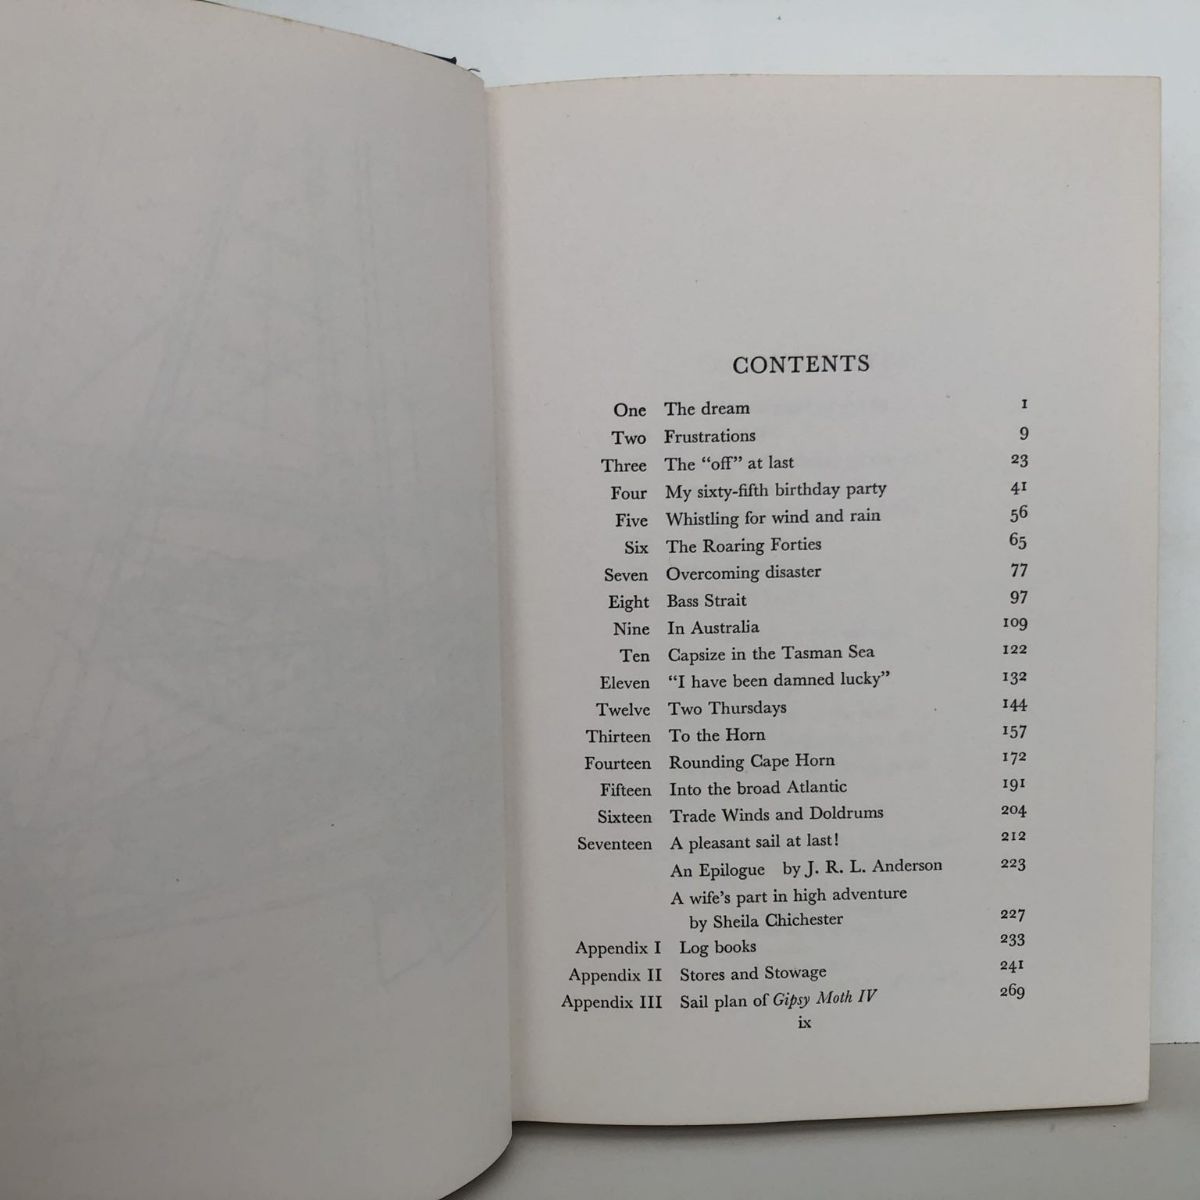 CONTENTS
One The dream 1
Two Frustrations 9
Three The “off” at last 23
Four My sixty-fifth birthday party 41
Five Whistling for wind and rain 56
Six The Roaring Forties 65
Seven Overcoming disaster 77
Eight Bass Strait 97
Nine In Australia 109
Ten Capsize in the Tasman Sea 122
Eleven “I have been damned lucky” 132
Twelve Two Thursdays 144
Thirteen To the Horn 157
Fourteen Rounding Cape Horn 172
Fifteen Into the broad Atlantic 191
Sixteen Trade Winds and Doldrums 204
Seventeen A pleasant sail at last! 212
An Epilogue by J. R. L. Anderson 223
A wife’s part in high adventure
by Sheila Chichester 227
Appendix I Log books 233
Appendix II Stores and Stowage 241
Appendix III Sail plan of Gipsy Moth IV 269
ix